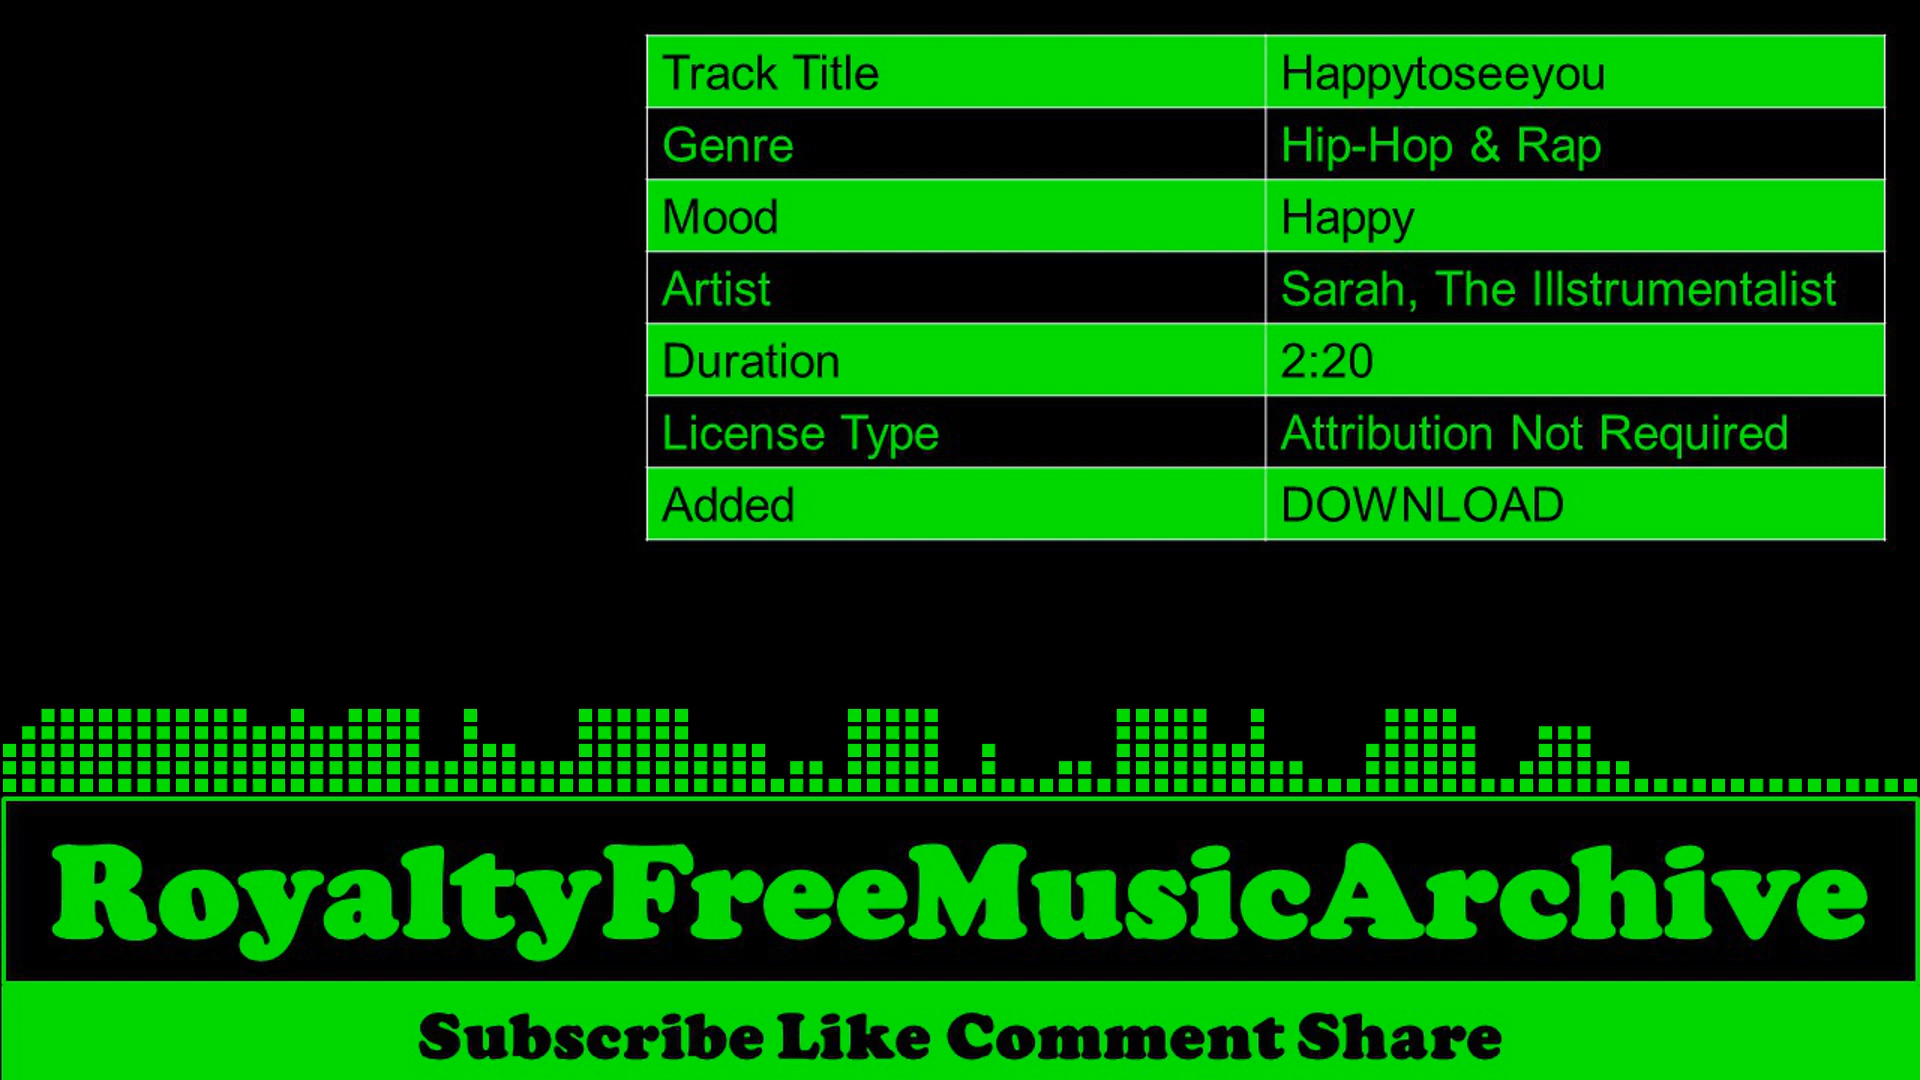 Track Title Happytoseeyou
Genre Hip-Hop & Rap
Mood Happy
Artist Sarah, The Illstrumentalist
Duration 2:20
License Type Attribution Not Required
Added DOWNLOAD
RoyaltyFreeMusicArchive
Subscribe Like Comment Share